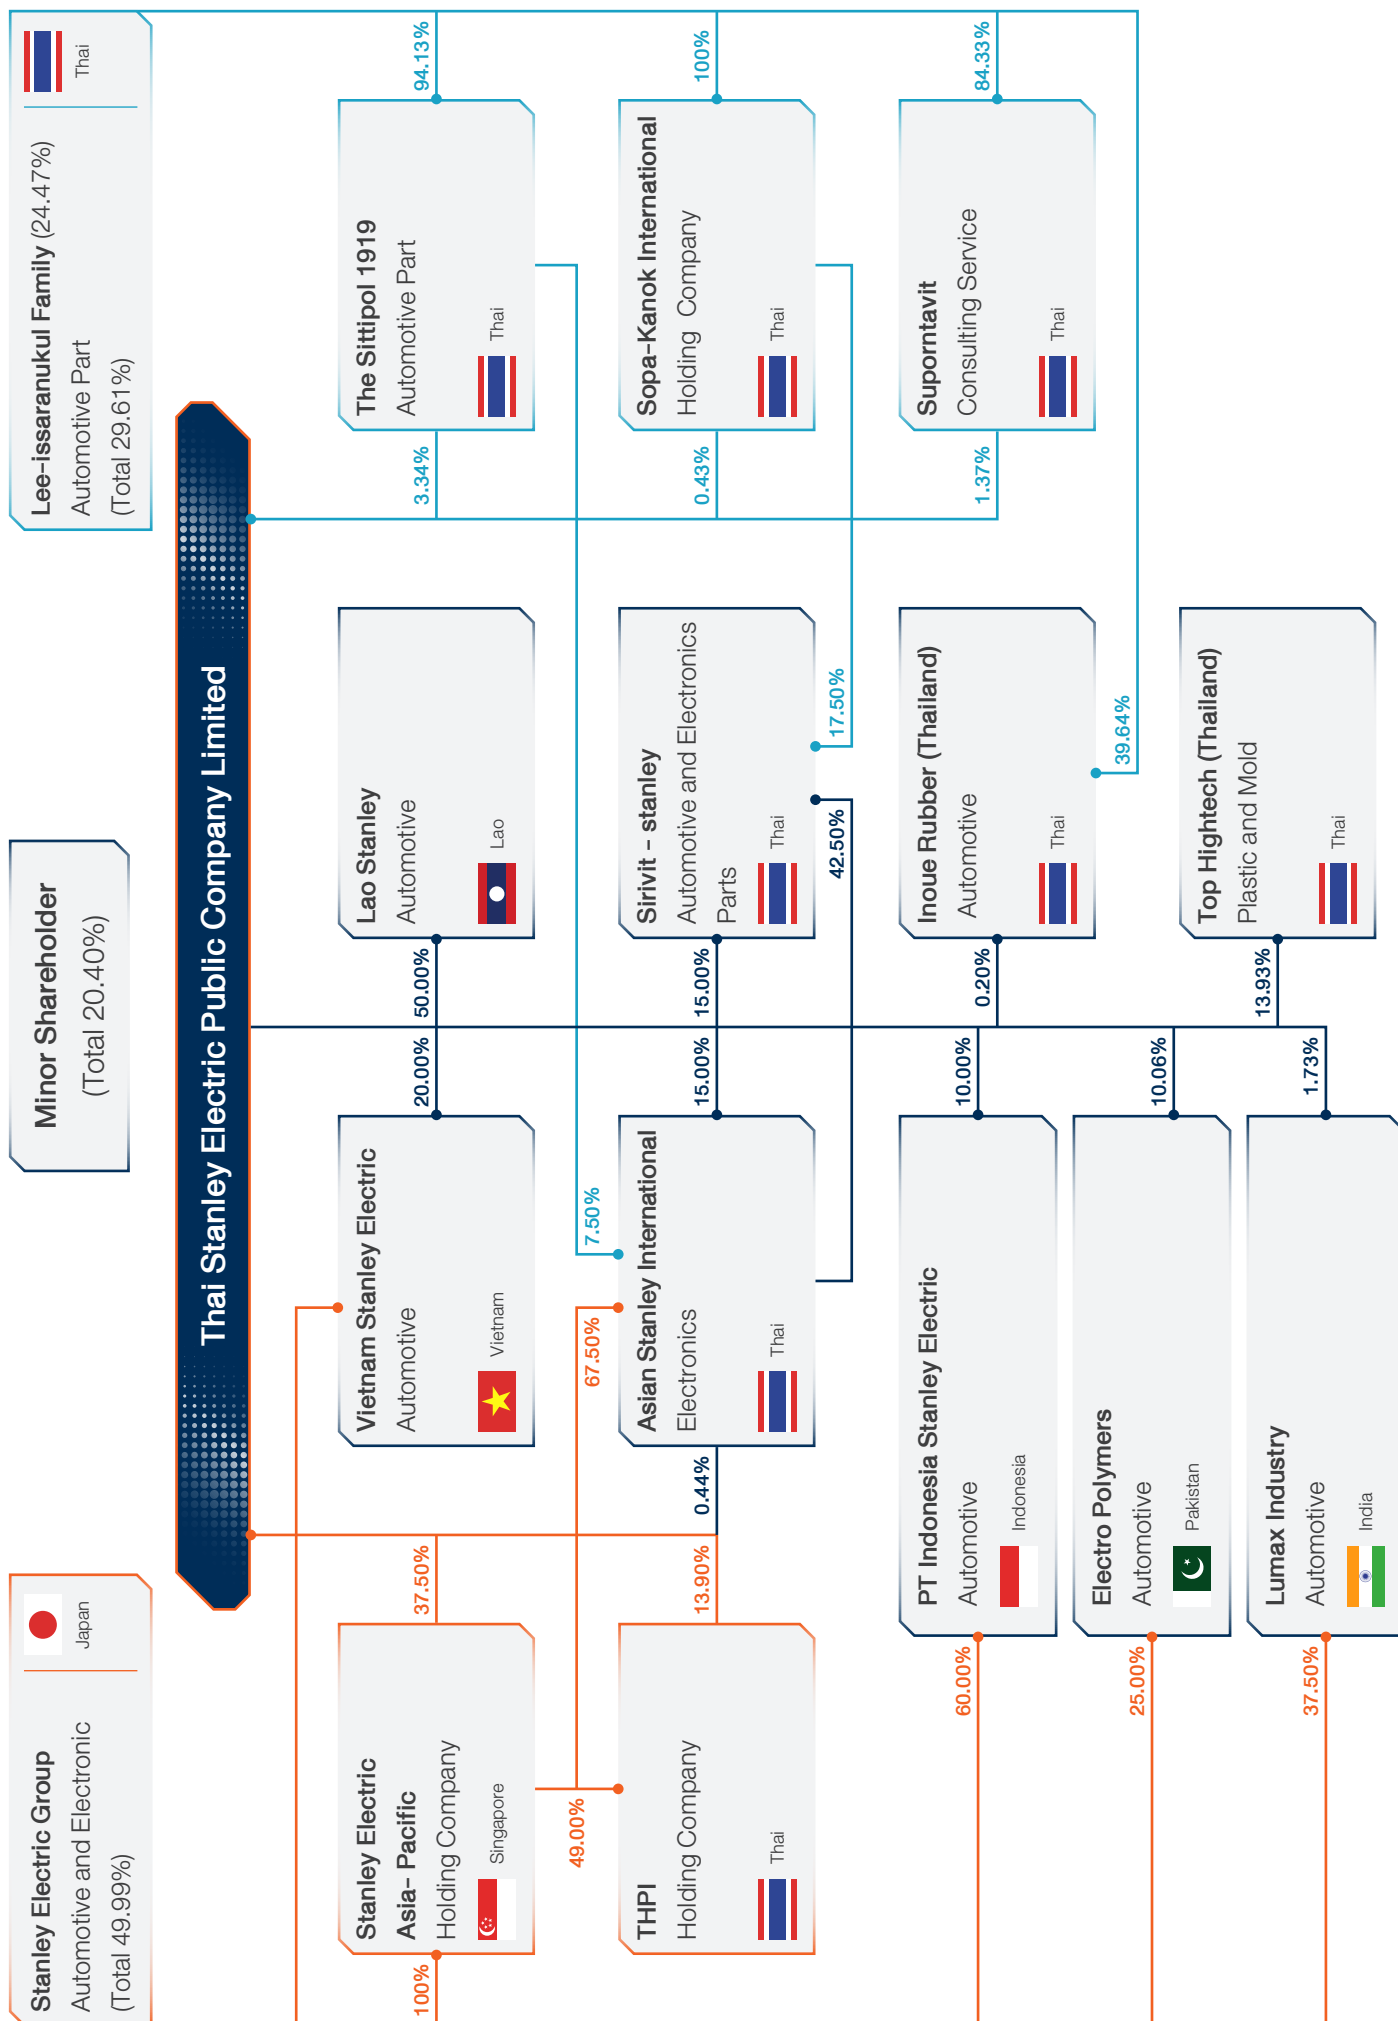 Stanley Electric Group
Automotive and Electronic
(Total 49.99%)
Japan
Minor Shareholder
(Total 20.40%)
Lee-issaranukul Family (24.47%)
Automotive Part
(Total 29.61%)
Thai
Thai Stanley Electric Public Company Limited
100%
Stanley Electric
Asia- Pacific
Holding Company
Singapore
37.50%
49.00%
THPI
Holding Company
Thai
13.90%
0.44%
67.50%
7.50%
Vietnam Stanley Electric
Automotive
Vietnam
20.00%
50.00%
Lao Stanley
Automotive
Lao
3.34%
The Sittipol 1919
Automotive Part
Thai
94.13%
Asian Stanley International
Electronics
Thai
15.00%
15.00%
Sirivit - stanley
Automotive and Electronics
Parts
Thai
42.50%
17.50%
0.43%
Sopa-Kanok International
Holding Company
Thai
100%
60.00%
PT Indonesia Stanley Electric
Automotive
Indonesia
10.00%
0.20%
Inoue Rubber (Thailand)
Automotive
Thai
39.64%
1.37%
Suporntavit
Consulting Service
Thai
84.33%
25.00%
Electro Polymers
Automotive
Pakistan
10.06%
13.93%
Top Hightech (Thailand)
Plastic and Mold
Thai
37.50%
Lumax Industry
Automotive
India
1.73%